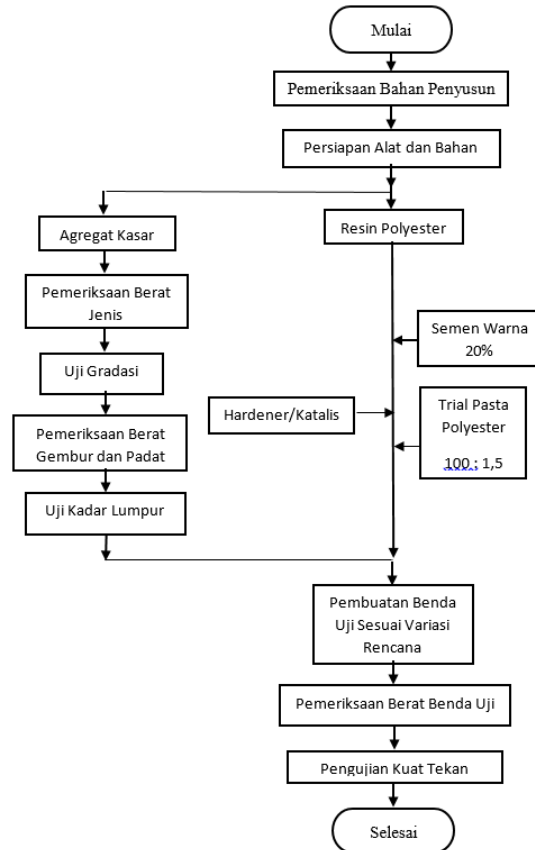 Mulai
Pemeriksaan Bahan Penyusun
Persiapan Alat dan Bahan
Agregat Kasar
Pemeriksaan Berat
Jenis
Uji Gradasi
Pemeriksaan Berat
Gembur dan Padat
Uji Kadar Lumpur
Resin Polyester
Semen Warna
20%
Hardener/Katalis
Trial Pasta
Polyester
100 : 1,5
Pembuatan Benda
Uji Sesuai Variasi
Rencana
Pemeriksaan Berat Benda Uji
Pengujian Kuat Tekan
Selesai